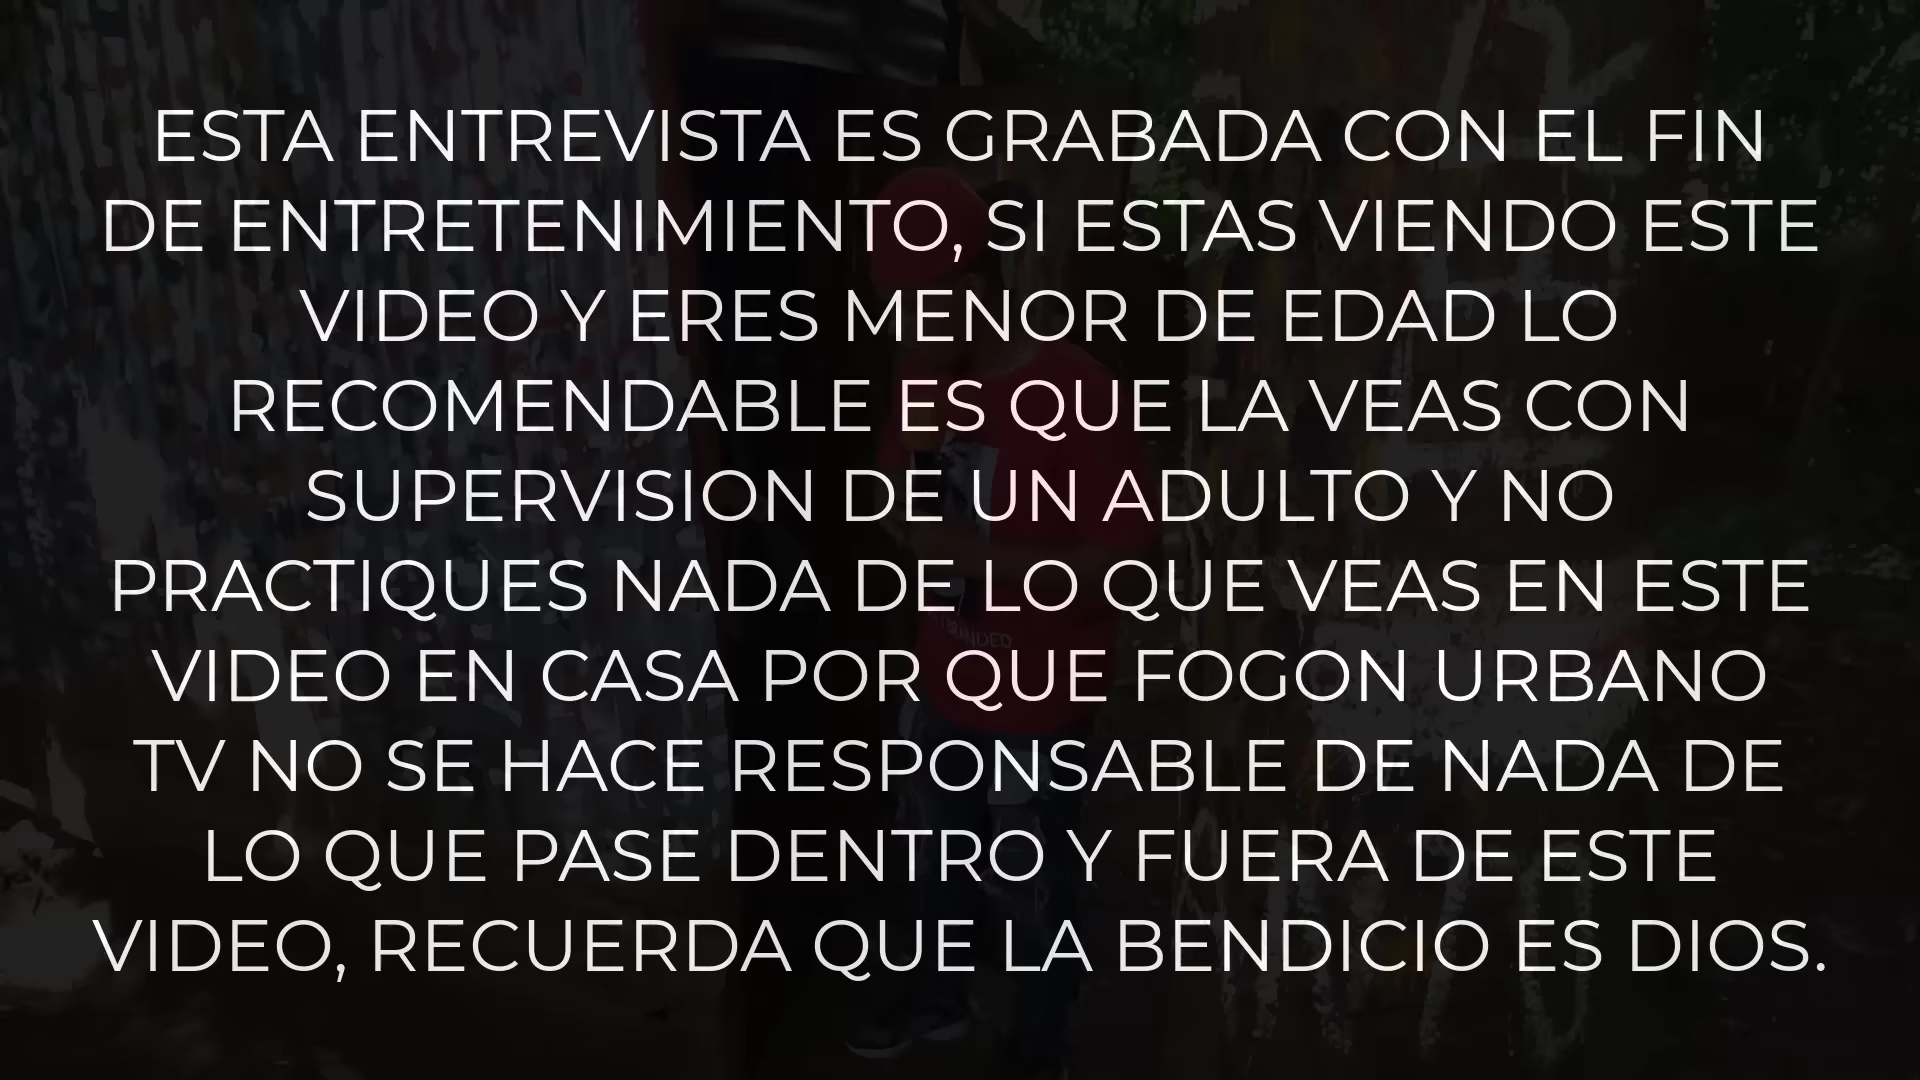 ESTA ENTREVISTA ES GRABADA CON EL FIN
DE ENTRETENIMIENTO, SI ESTAS VIENDO ESTE
VIDEO Y ERES MENOR DE EDAD LO
RECOMENDABLE ES QUE LA VEAS CON
SUPERVISION DE UN ADULTO Y NO
PRACTIQUES NADA DE LO QUE VEAS EN ESTE
VIDEO EN CASA POR QUE FOGON URBANO
TV NO SE HACE RESPONSABLE DE NADA DE
LO QUE PASE DENTRO Y FUERA DE ESTE
VIDEO, RECUERDA QUE LA BENDICIO ES DIOS.